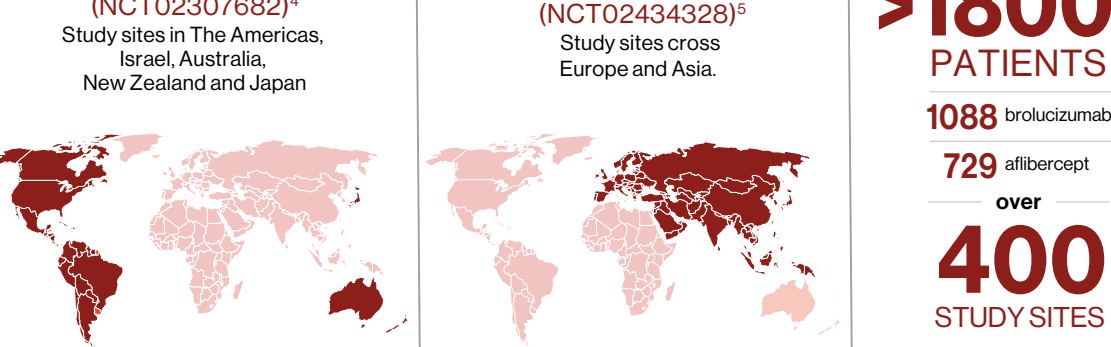 (NCT02307682)⁴
Study sites in The Americas,
Israel, Australia,
New Zealand and Japan
(NCT02434328)⁵
Study sites cross
Europe and Asia.
>1800
PATIENTS
1088 brolucizumab
729 aflibercept
over
400
STUDY SITES